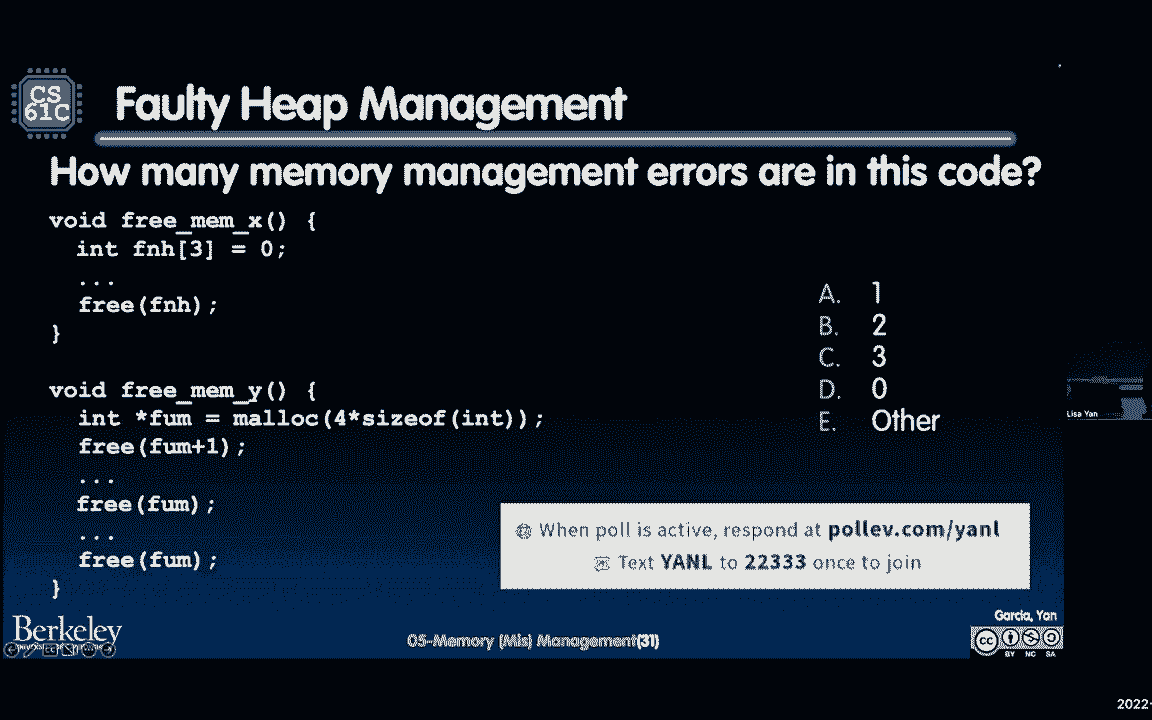 CS
61C
Faulty Heap Management
How many memory management errors are in this code?
void free_mem_x() {
int fnh[3] = 0;
...
free(fnh);
}
void free_mem_y() {
int *fum = malloc(4*sizeof(int));
free(fum+1);
...
free(fum);
...
free(fum);
}
A. 1
B. 2
C. 3
D. 0
E. Other
Lisa Yan
When poll is active, respond at pollev.com/yanl
Text YANL to 22333 once to join
Berkeley
05-Memory (Mis) Management(31)
Garcia, Yan
cc
BY NC SA
2022-